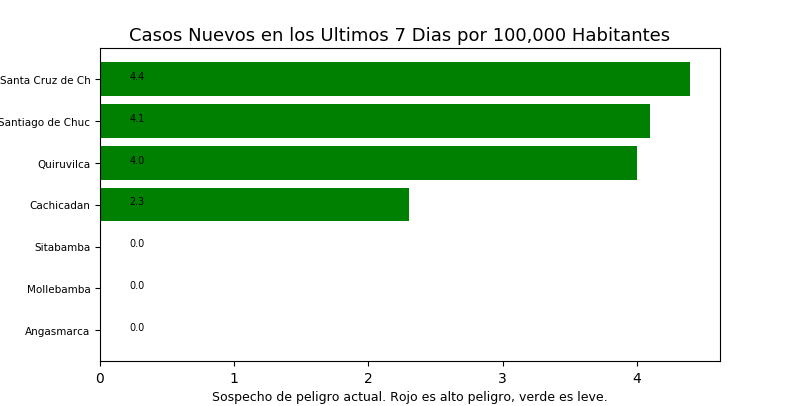 Casos Nuevos en los Ultimos 7 Dias por 100,000 Habitantes
Santa Cruz de Ch 4.4
Santiago de Chuc 4.1
Quiruvilca 4.0
Cachicadan 2.3
Sitabamba 0.0
Mollebamba 0.0
Angasmarca 0.0
0 1 2 3 4
Sospecho de peligro actual. Rojo es alto peligro, verde es leve.